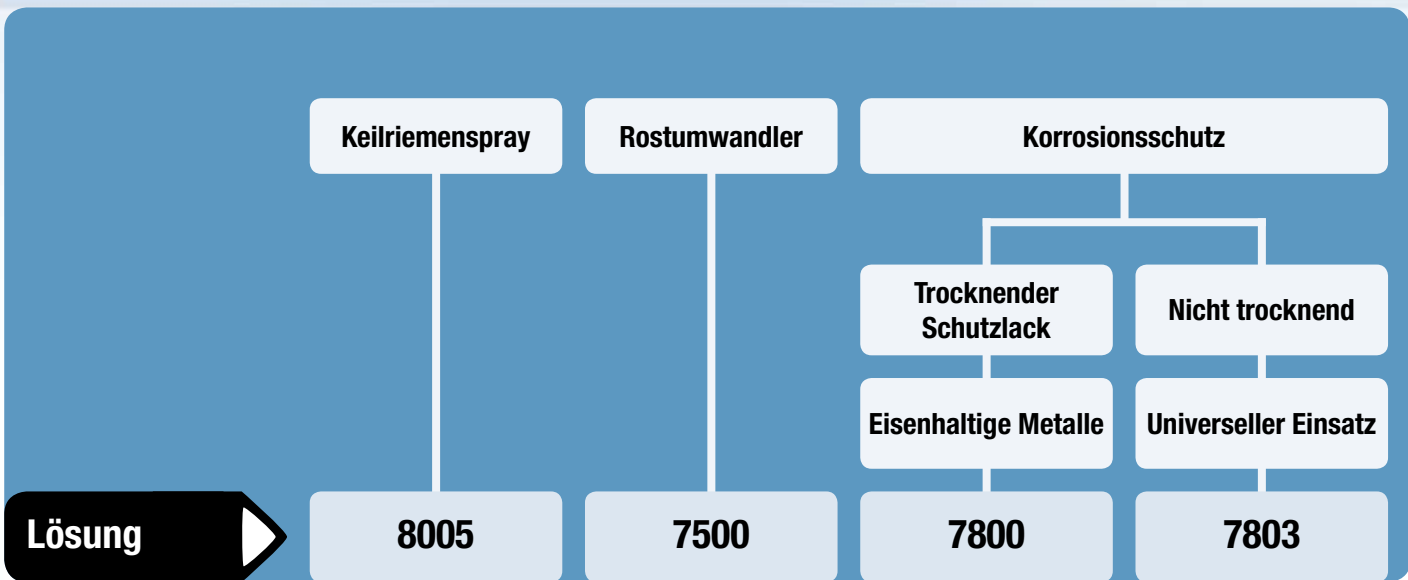 Keilriemenspray
Rostumwandler
Korrosionsschutz
Trocknender
Schutzlack
Nicht trocknend
Eisenhaltige Metalle
Universeller Einsatz
Lösung
8005
7500
7800
7803